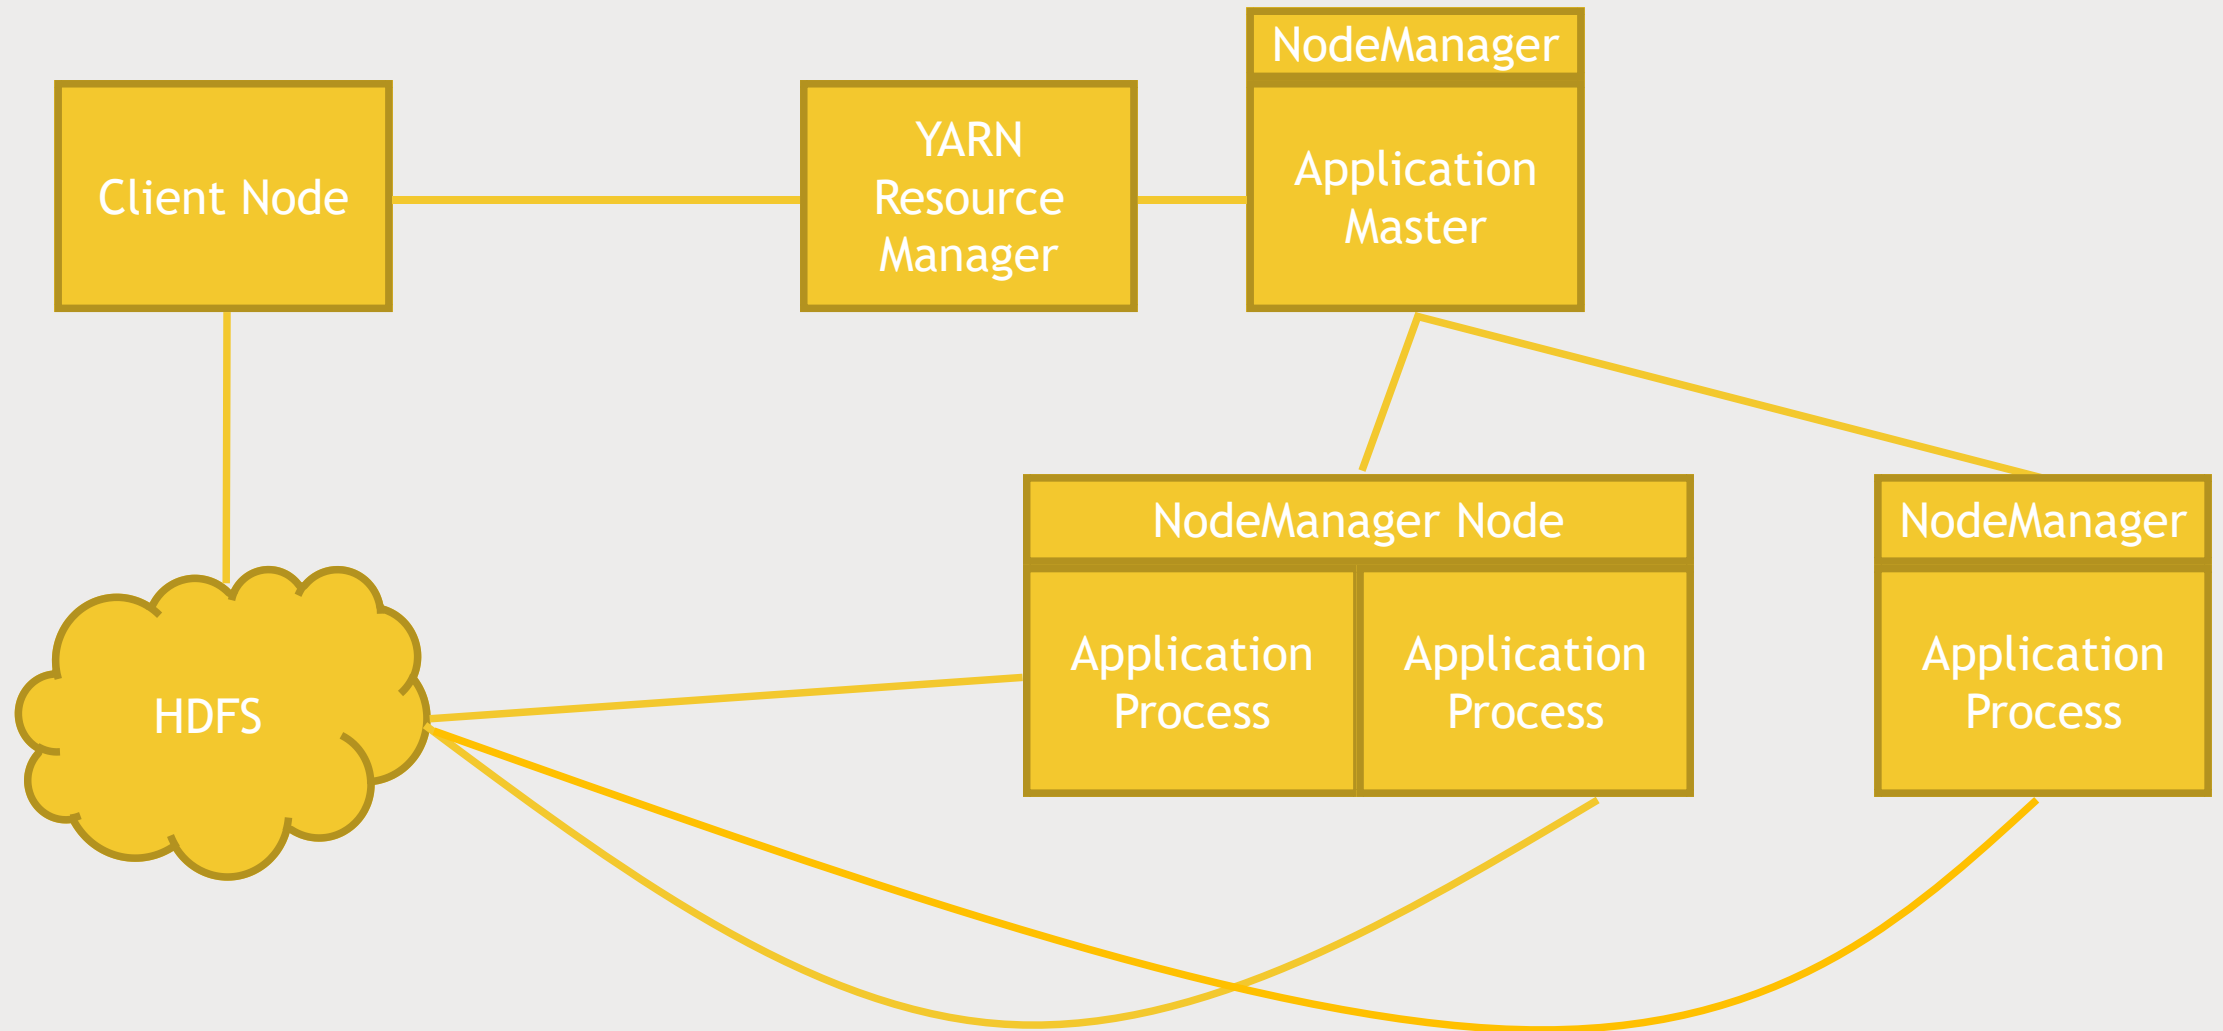 NodeManager
Client Node
YARN
Resource
Manager
Application
Master
NodeManager Node
NodeManager
Application
Process
Application
Process
Application
Process
HDFS